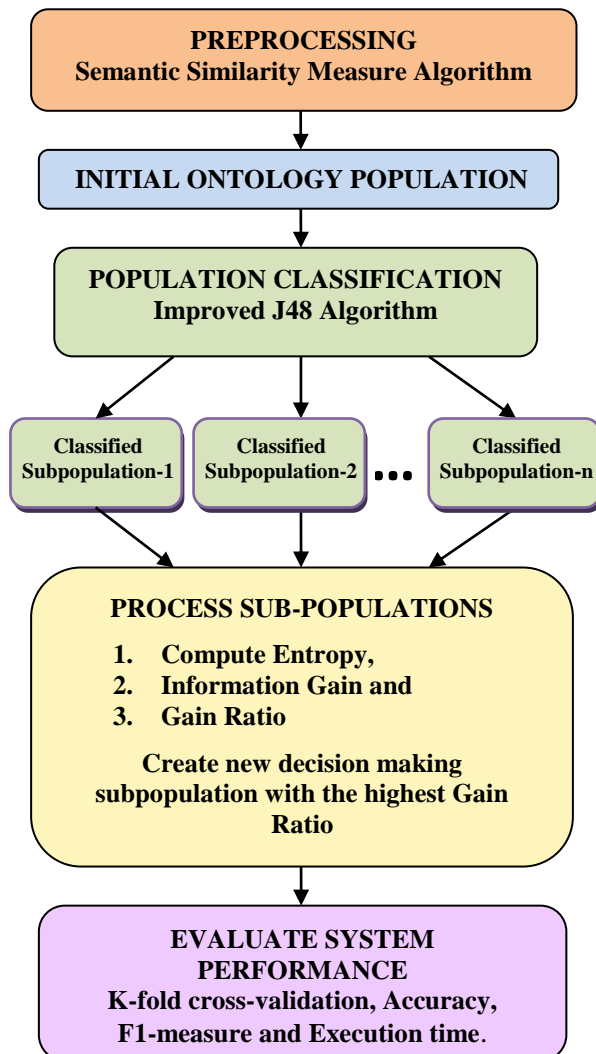 PREPROCESSING
Semantic Similarity Measure Algorithm
INITIAL ONTOLOGY POPULATION
POPULATION CLASSIFICATION
Improved J48 Algorithm
Classified
Subpopulation-1
Classified
Subpopulation-2
...
Classified
Subpopulation-n
PROCESS SUB-POPULATIONS
1. Compute Entropy,
2. Information Gain and
3. Gain Ratio
Create new decision making
subpopulation with the highest Gain
Ratio
EVALUATE SYSTEM
PERFORMANCE
K-fold cross-validation, Accuracy,
F1-measure and Execution time.